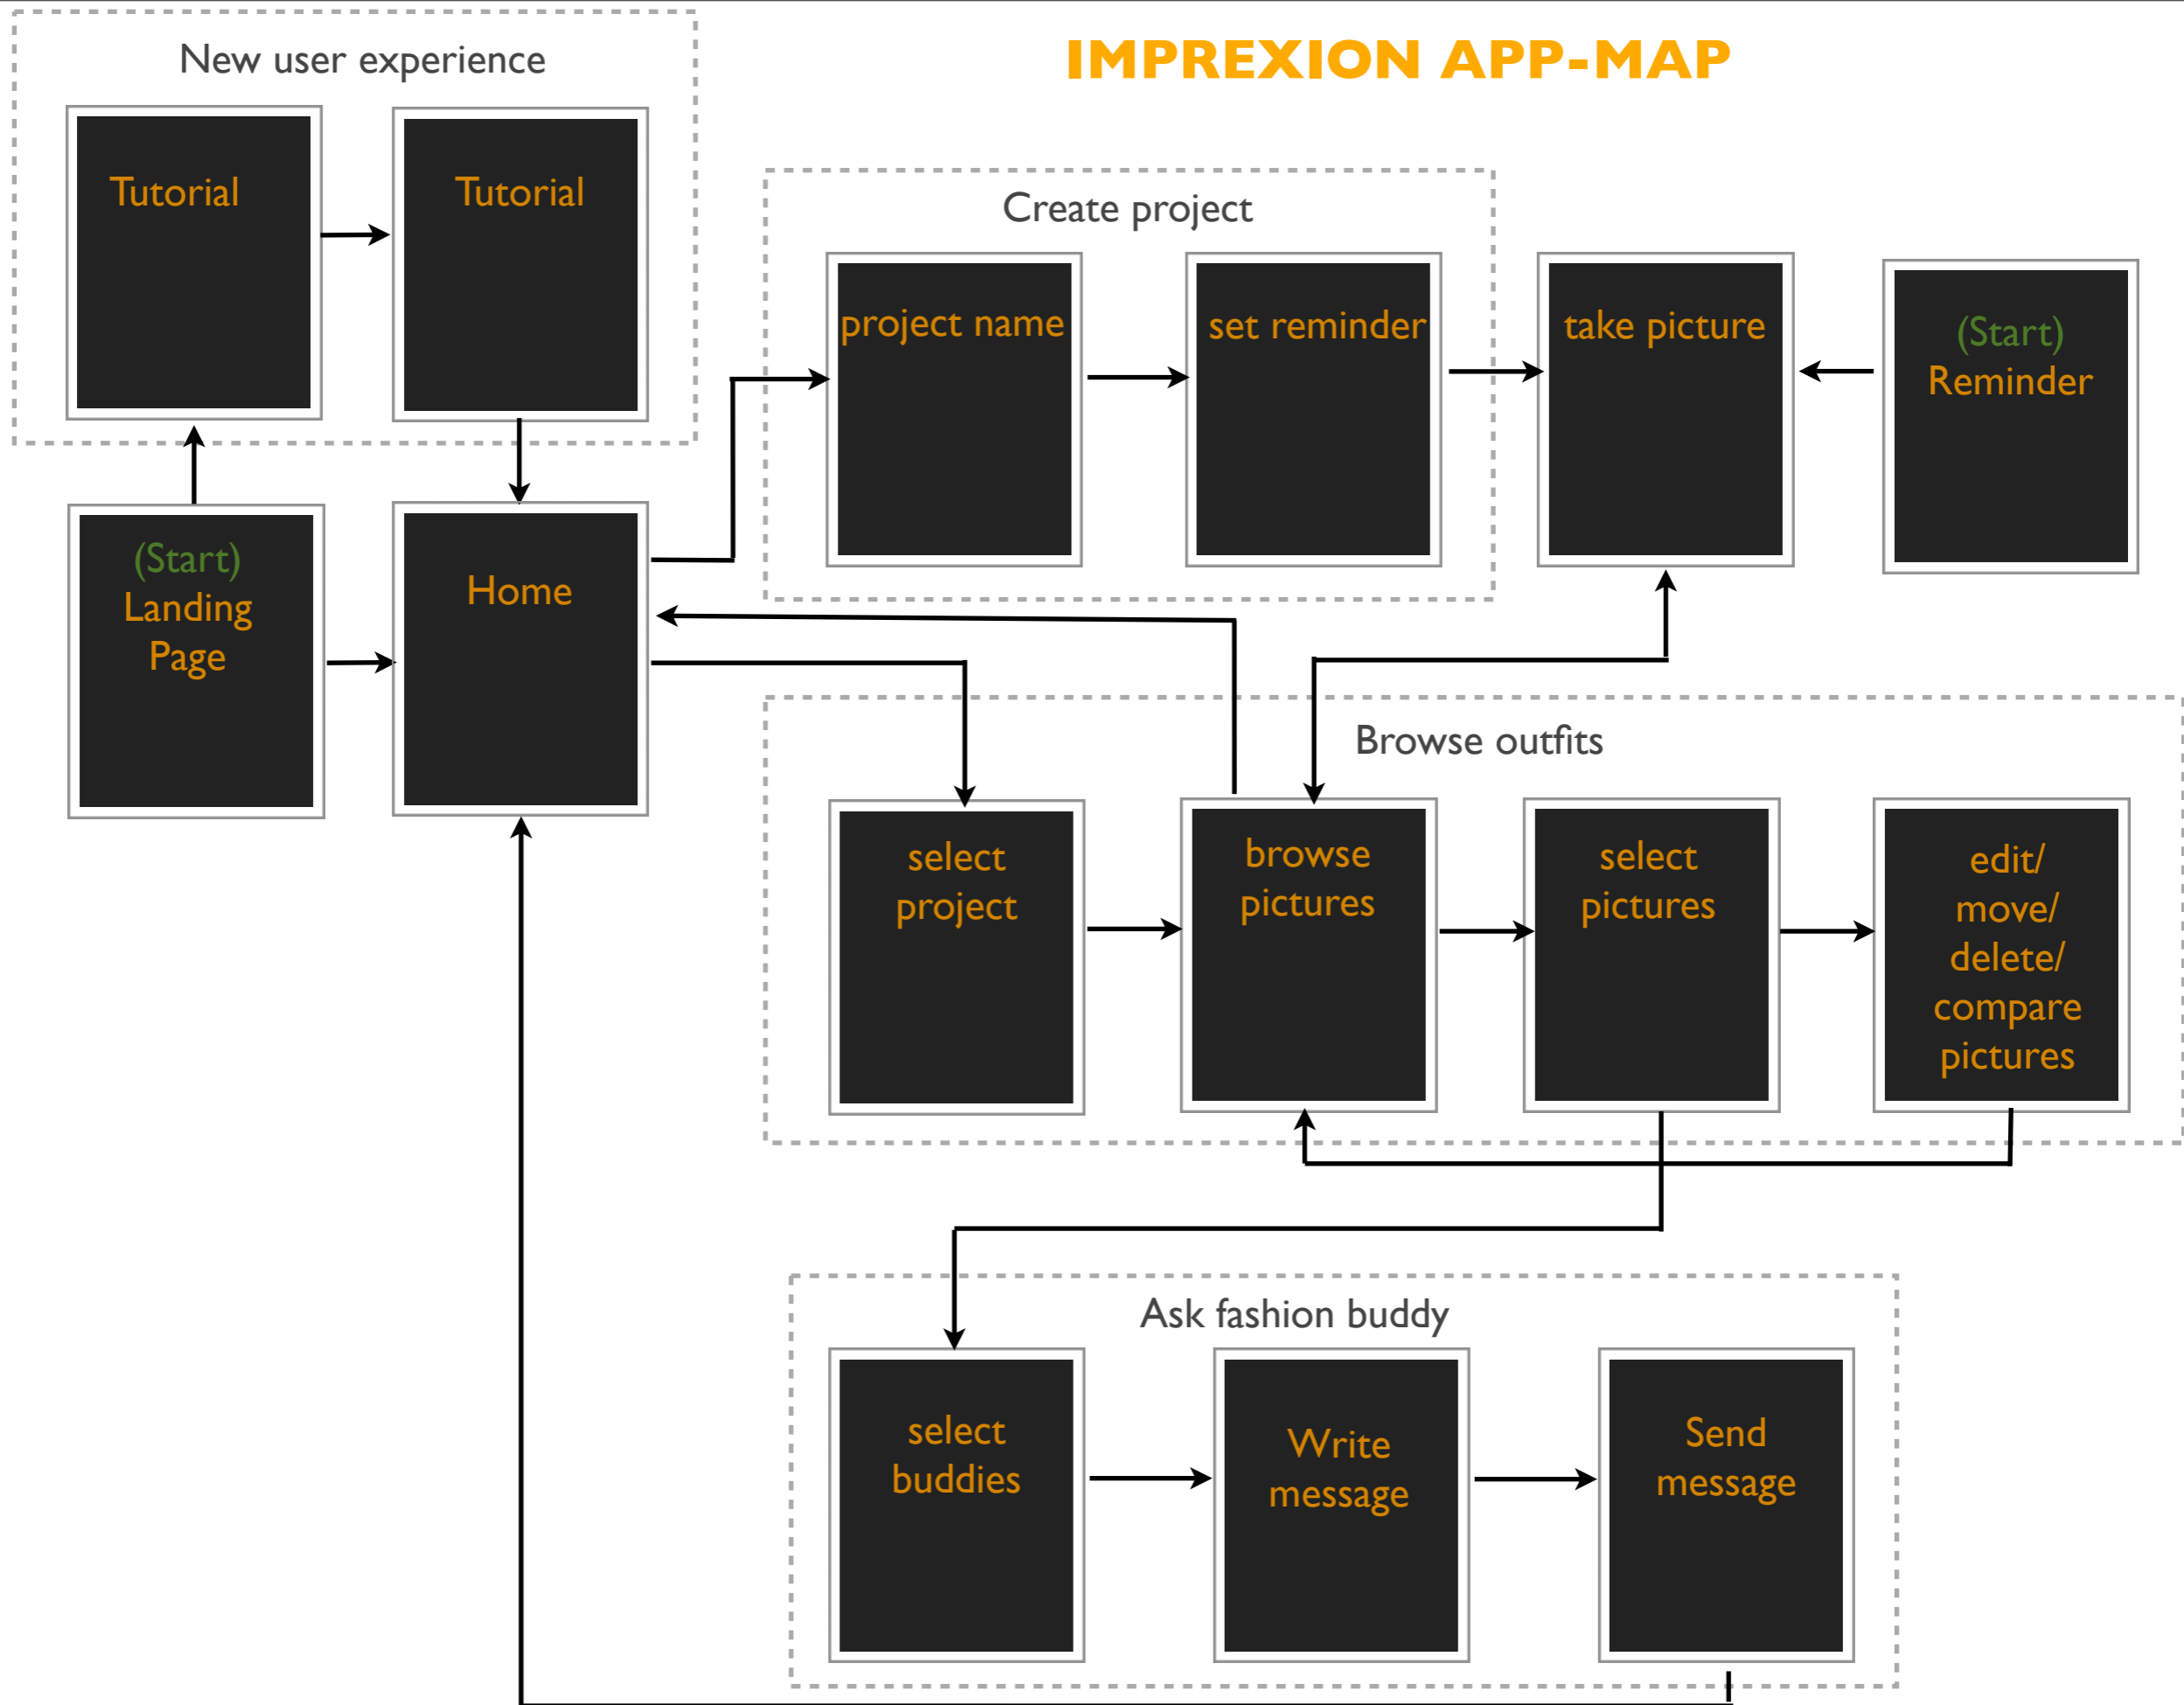 New user experience
IMPREXION APP-MAP
Tutorial
Tutorial
Create project
project name
set reminder
take picture
(Start)
Reminder
(Start)
Landing
Page
Home
Browse outfits
select
project
browse
pictures
select
pictures
edit/
move/
delete/
compare
pictures
Ask fashion buddy
select
buddies
Write
message
Send
message